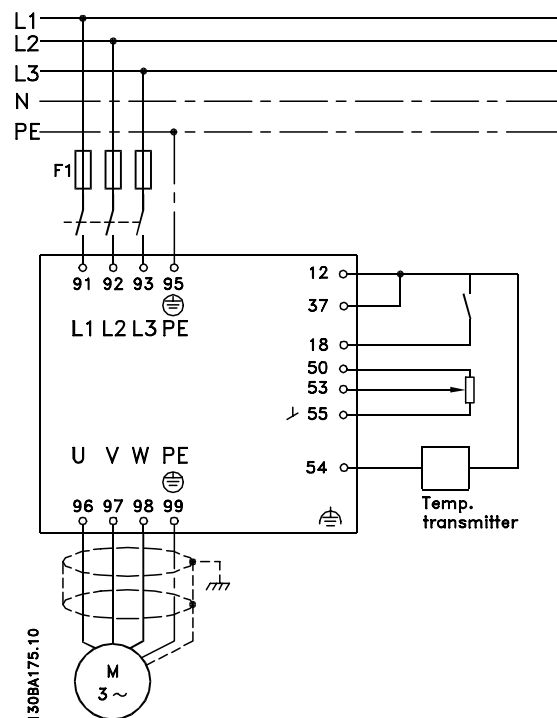 L1
L2
L3
N
PE
F1
91 92 93 95
L1 L2 L3 PE
12
37
18
50
53
55
54
U V W PE
96 97 98 99
Temp.
transmitter
M
3 ~
130BA175.10